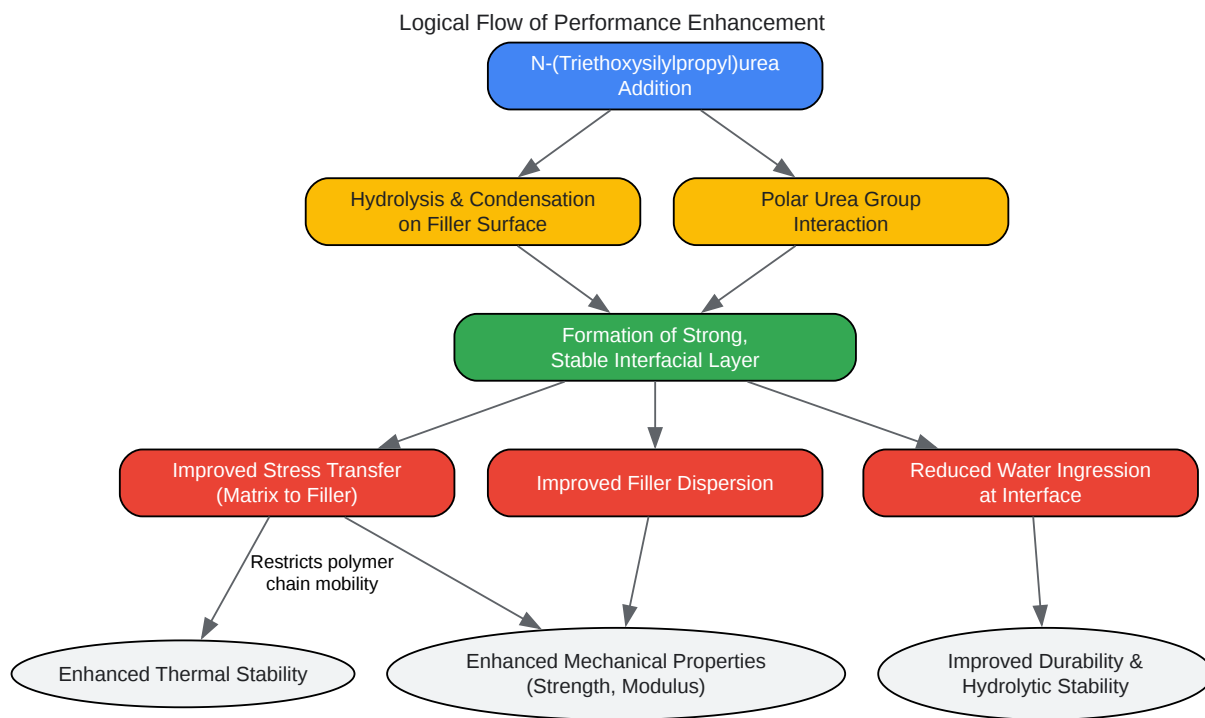 Logical Flow of Performance Enhancement
N-(Triethoxysilylpropyl)urea
Addition
Hydrolysis & Condensation
on Filler Surface
Polar Urea Group
Interaction
Formation of Strong,
Stable Interfacial Layer
Improved Stress Transfer
(Matrix to Filler)
Improved Filler Dispersion
Reduced Water Ingression
at Interface
Restricts polymer
chain mobility
Enhanced Thermal Stability
Enhanced Mechanical Properties
(Strength, Modulus)
Improved Durability &
Hydrolytic Stability